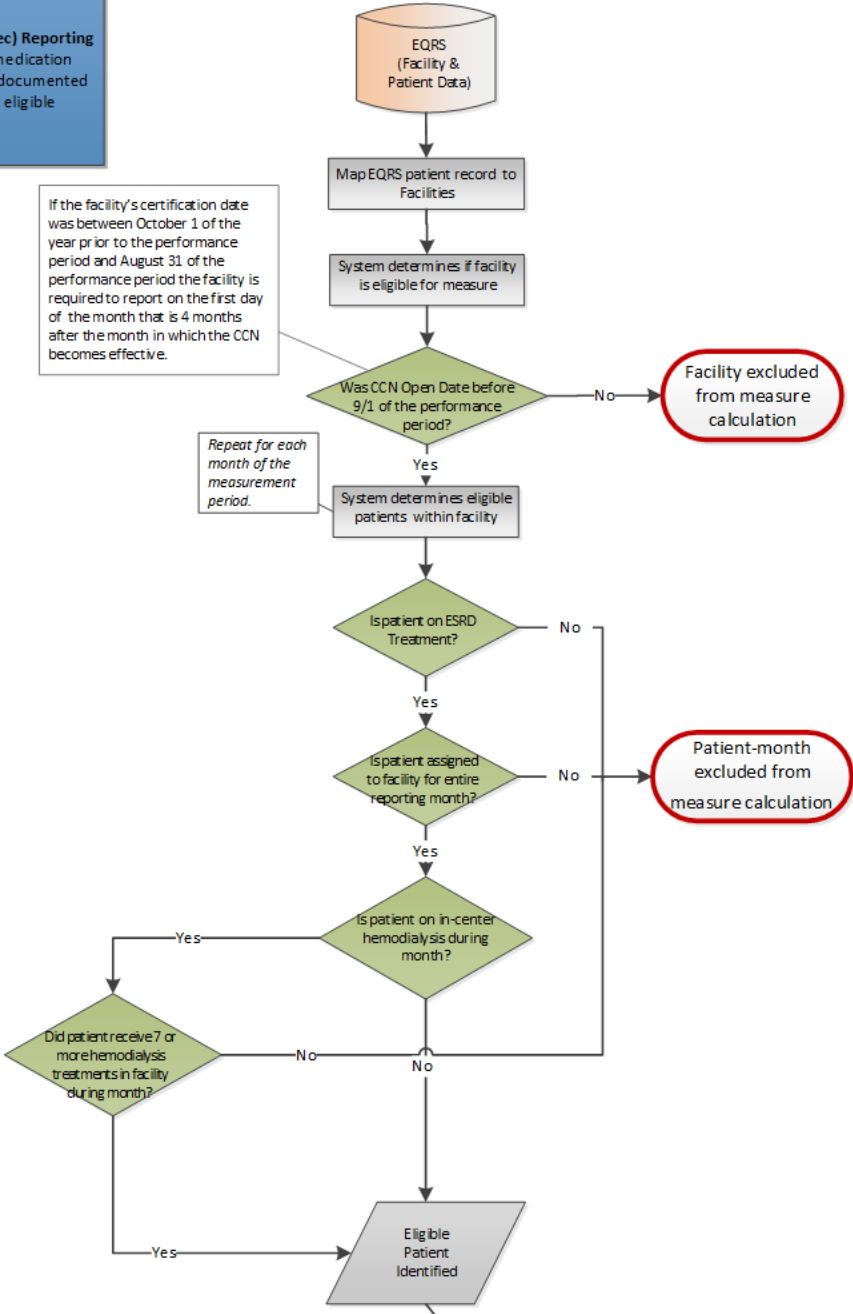 ec) Reporting
nedication
documented
eligible
EQRS
(Facility &
Patient Data)
Map EQRS patient record to
Facilities
If the facility's certification date
was between October 1 of the
year prior to the performance
period and August 31 of the
performance period the facility is
required to report on the first day
of the month that is 4 months
after the month in which the CCN
becomes effective.
System determines if facility
is eligible for measure
Was CCN Open Date before
9/1 of the performance
period?
No
Facility excluded
from measure
calculation
Yes
Repeat for each
month of the
measurement
period.
System determines eligible
patients within facility
Is patient on ESRD
Treatment?
No
Yes
Is patient assigned
to facility for entire
reporting month?
No
Patient-month
excluded from
measure calculation
Yes
Is patient on in-center
hemodialysis during
month?
Yes
Did patient receive 7 or
more hemodialysis
treatments in facility
during month?
No
No
Eligible
Patient
Identified
Yes